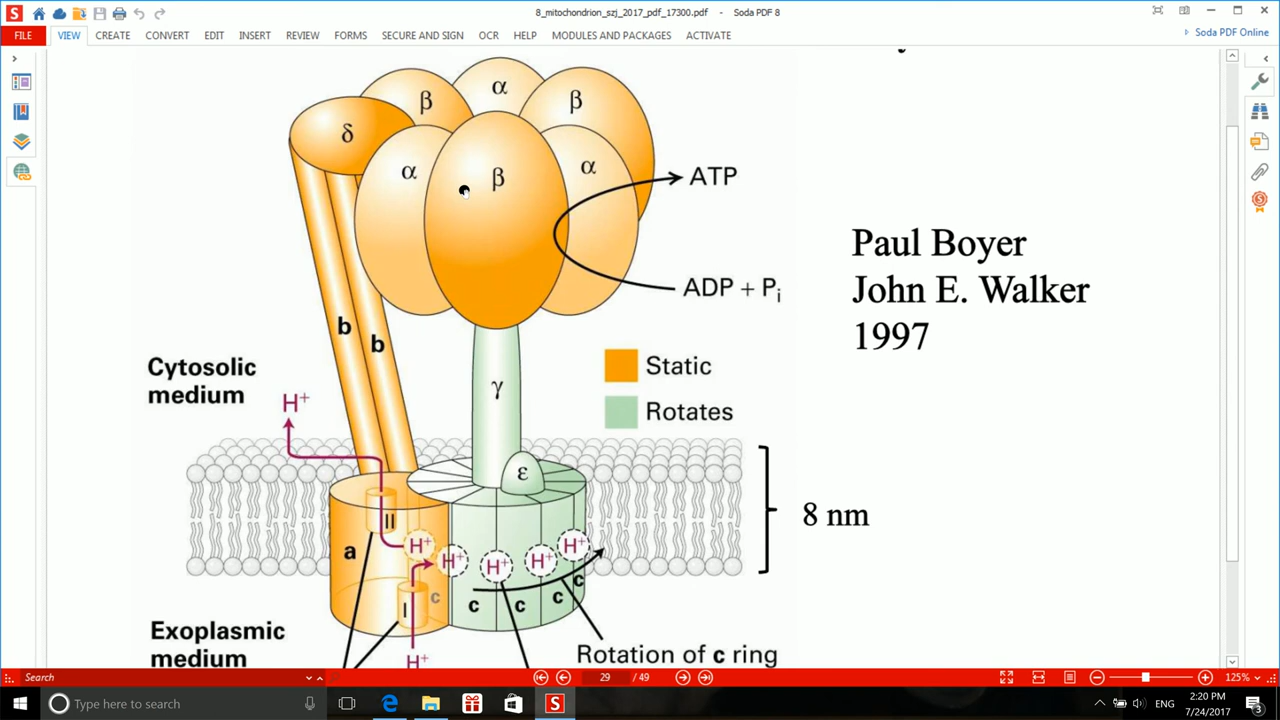 8_mitochondrion_szj_2017_pdf_17300.pdf - Soda PDF 8
FILE VIEW CREATE CONVERT EDIT INSERT REVIEW FORMS SECURE AND SIGN OCR HELP MODULES AND PACKAGES ACTIVATE
Soda PDF Online
β
α
β
δ
α
β
α
ATP
ADP + Pi
Paul Boyer
John E. Walker
1997
b
b
Cytosolic
medium
H+
γ
Static
Rotates
ε
8 nm
II
a
H+
H+
H+
H+
H+
I
c
c
c
c
c
Exoplasmic
medium
H+
Rotation of c ring
Search
29 / 49
125%
Type here to search
ENG
2:20 PM
7/24/2017
3